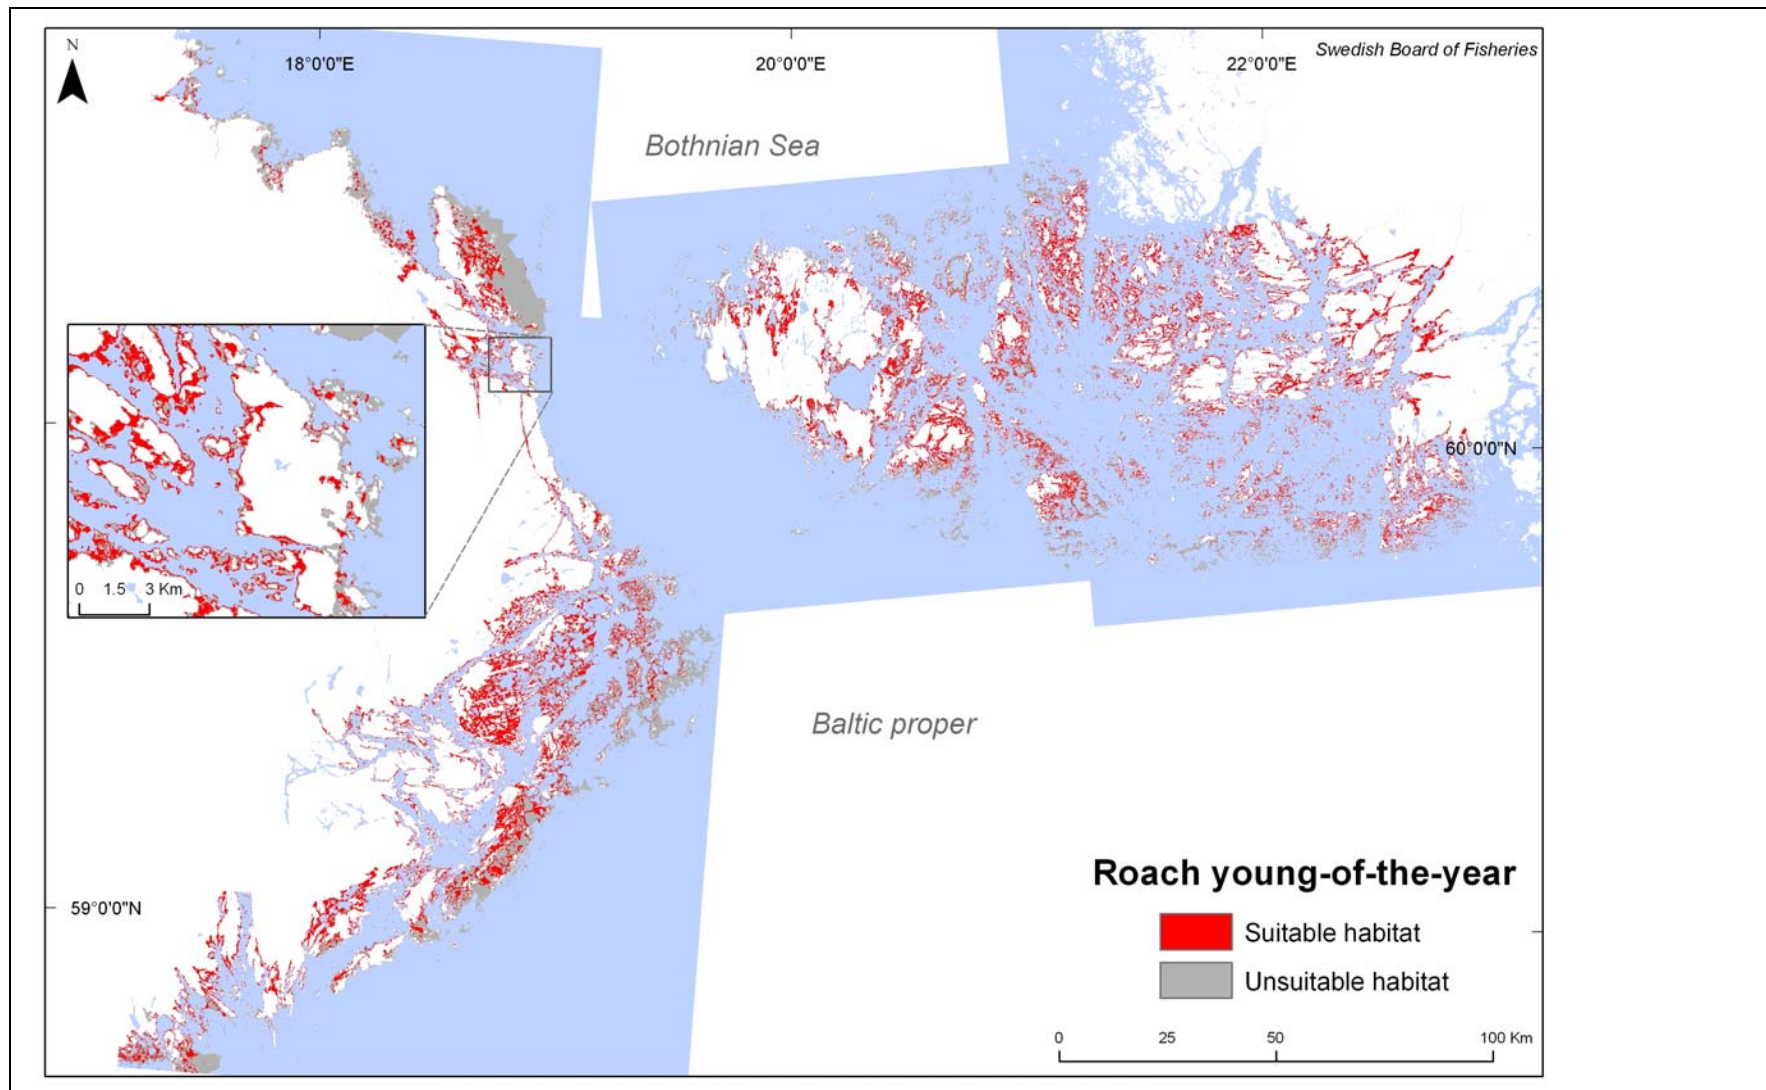 N
18°0'0"E
20°0'0"E
22°0'0"E
Swedish Board of Fisheries
Bothnian Sea
60°0'0"N
0 1.5 3 Km
Baltic proper
59°0'0"N
Roach young-of-the-year
Suitable habitat
Unsuitable habitat
0 25 50 100 Km